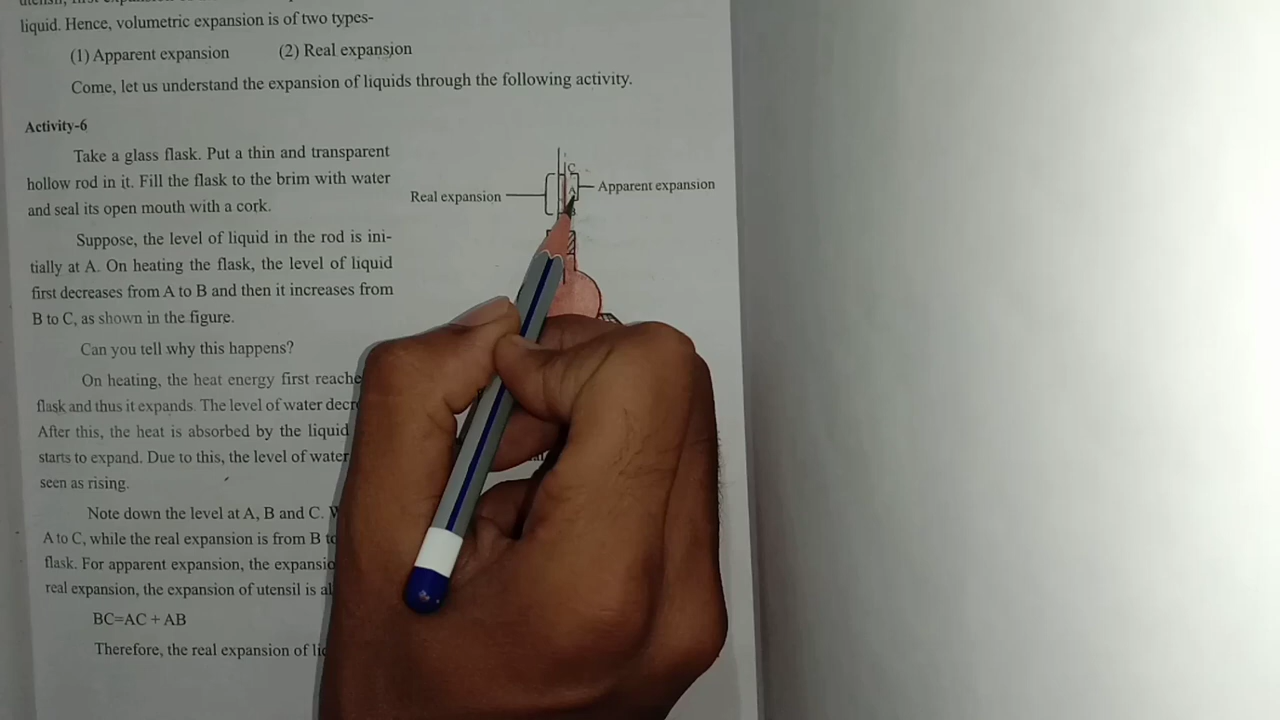 liquid. Hence, volumetric expansion is of two types-
(1) Apparent expansion (2) Real expansion
Come, let us understand the expansion of liquids through the following activity.
Activity-6
Take a glass flask. Put a thin and transparent
hollow rod in it. Fill the flask to the brim with water
and seal its open mouth with a cork.
Suppose, the level of liquid in the rod is ini-
tially at A. On heating the flask, the level of liquid
first decreases from A to B and then it increases from
B to C, as shown in the figure.
Can you tell why this happens?
On heating, the heat energy first
flask and thus it expands. The level of water
After this, the heat is absorbed by the liquid
starts to expand. Due to this, the level of water
seen as rising.
Note down the level at A, B and C.
A to C, while the real expansion is from B
flask. For apparent expansion, the
real expansion, the expansion of utensil is
BC=AC + AB
Therefore, the real expansion of
C
A
B
Real expansion
Apparent expansion